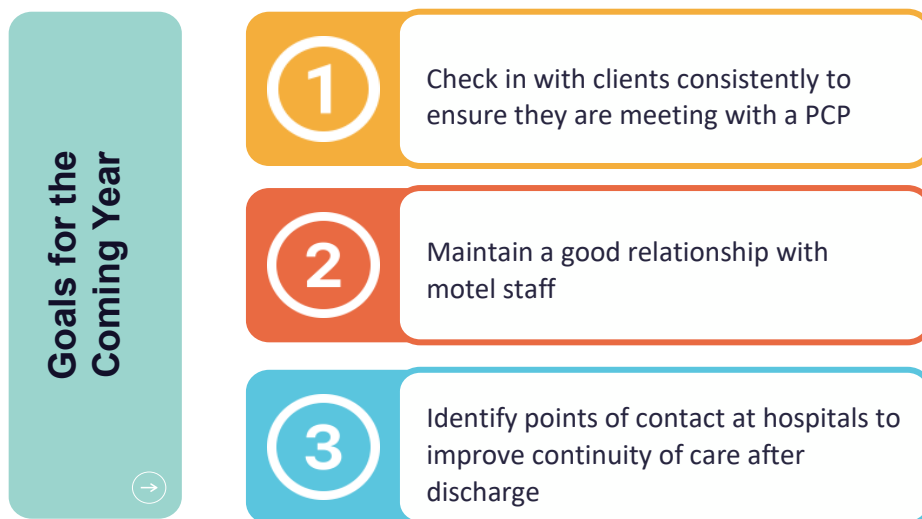 Goals for the
Coming Year
1
Check in with clients consistently to
ensure they are meeting with a PCP
2
Maintain a good relationship with
motel staff
3
Identify points of contact at hospitals to
improve continuity of care after
discharge